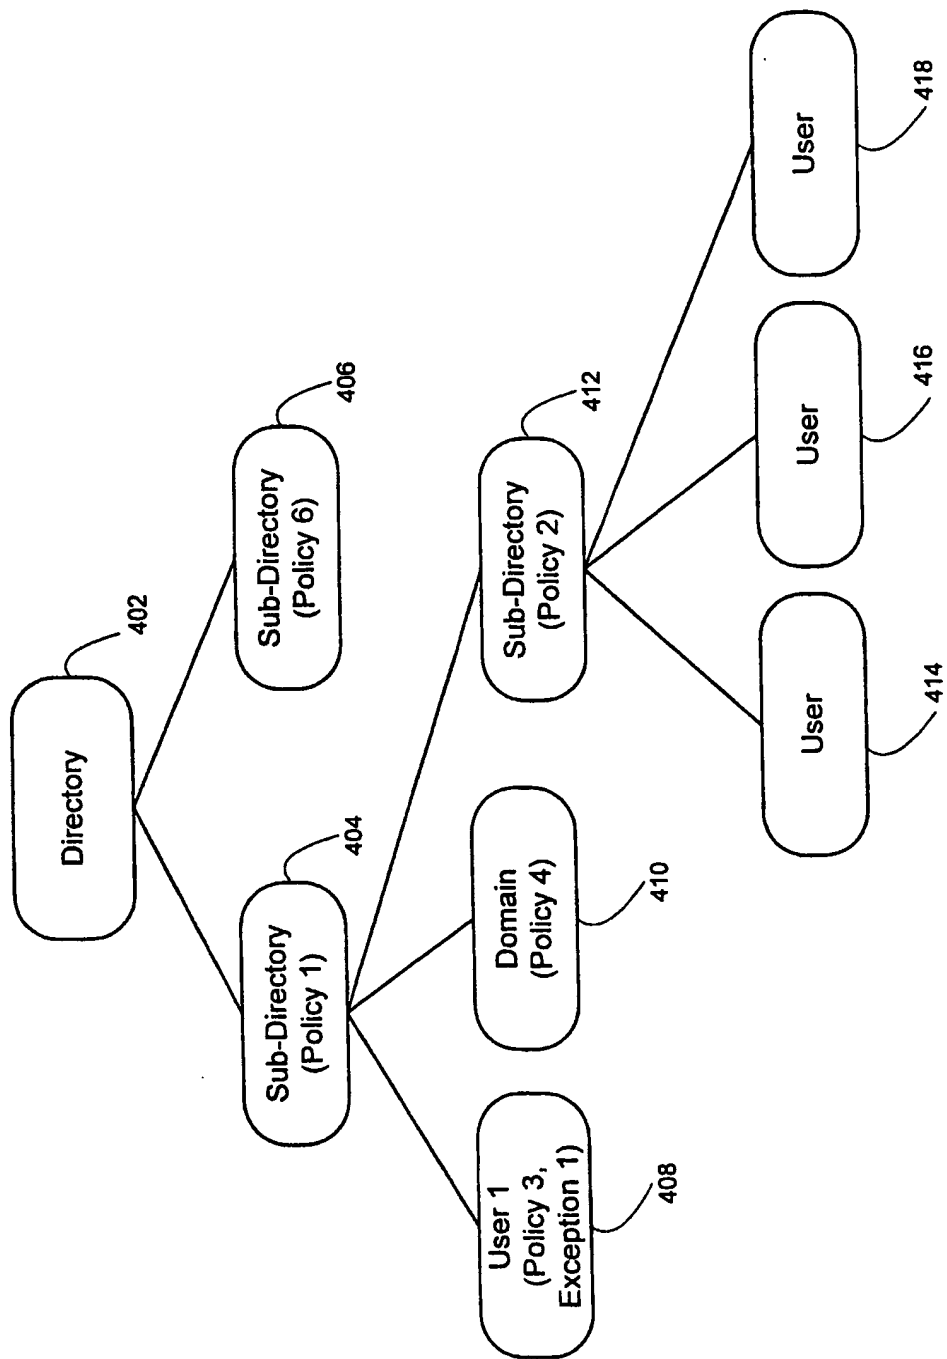 Directory
402
Sub-Directory
(Policy 1)
404
Sub-Directory
(Policy 6)
406
User 1
(Policy 3,
Exception 1)
408
Domain
(Policy 4)
410
Sub-Directory
(Policy 2)
412
User
414
User
416
User
418